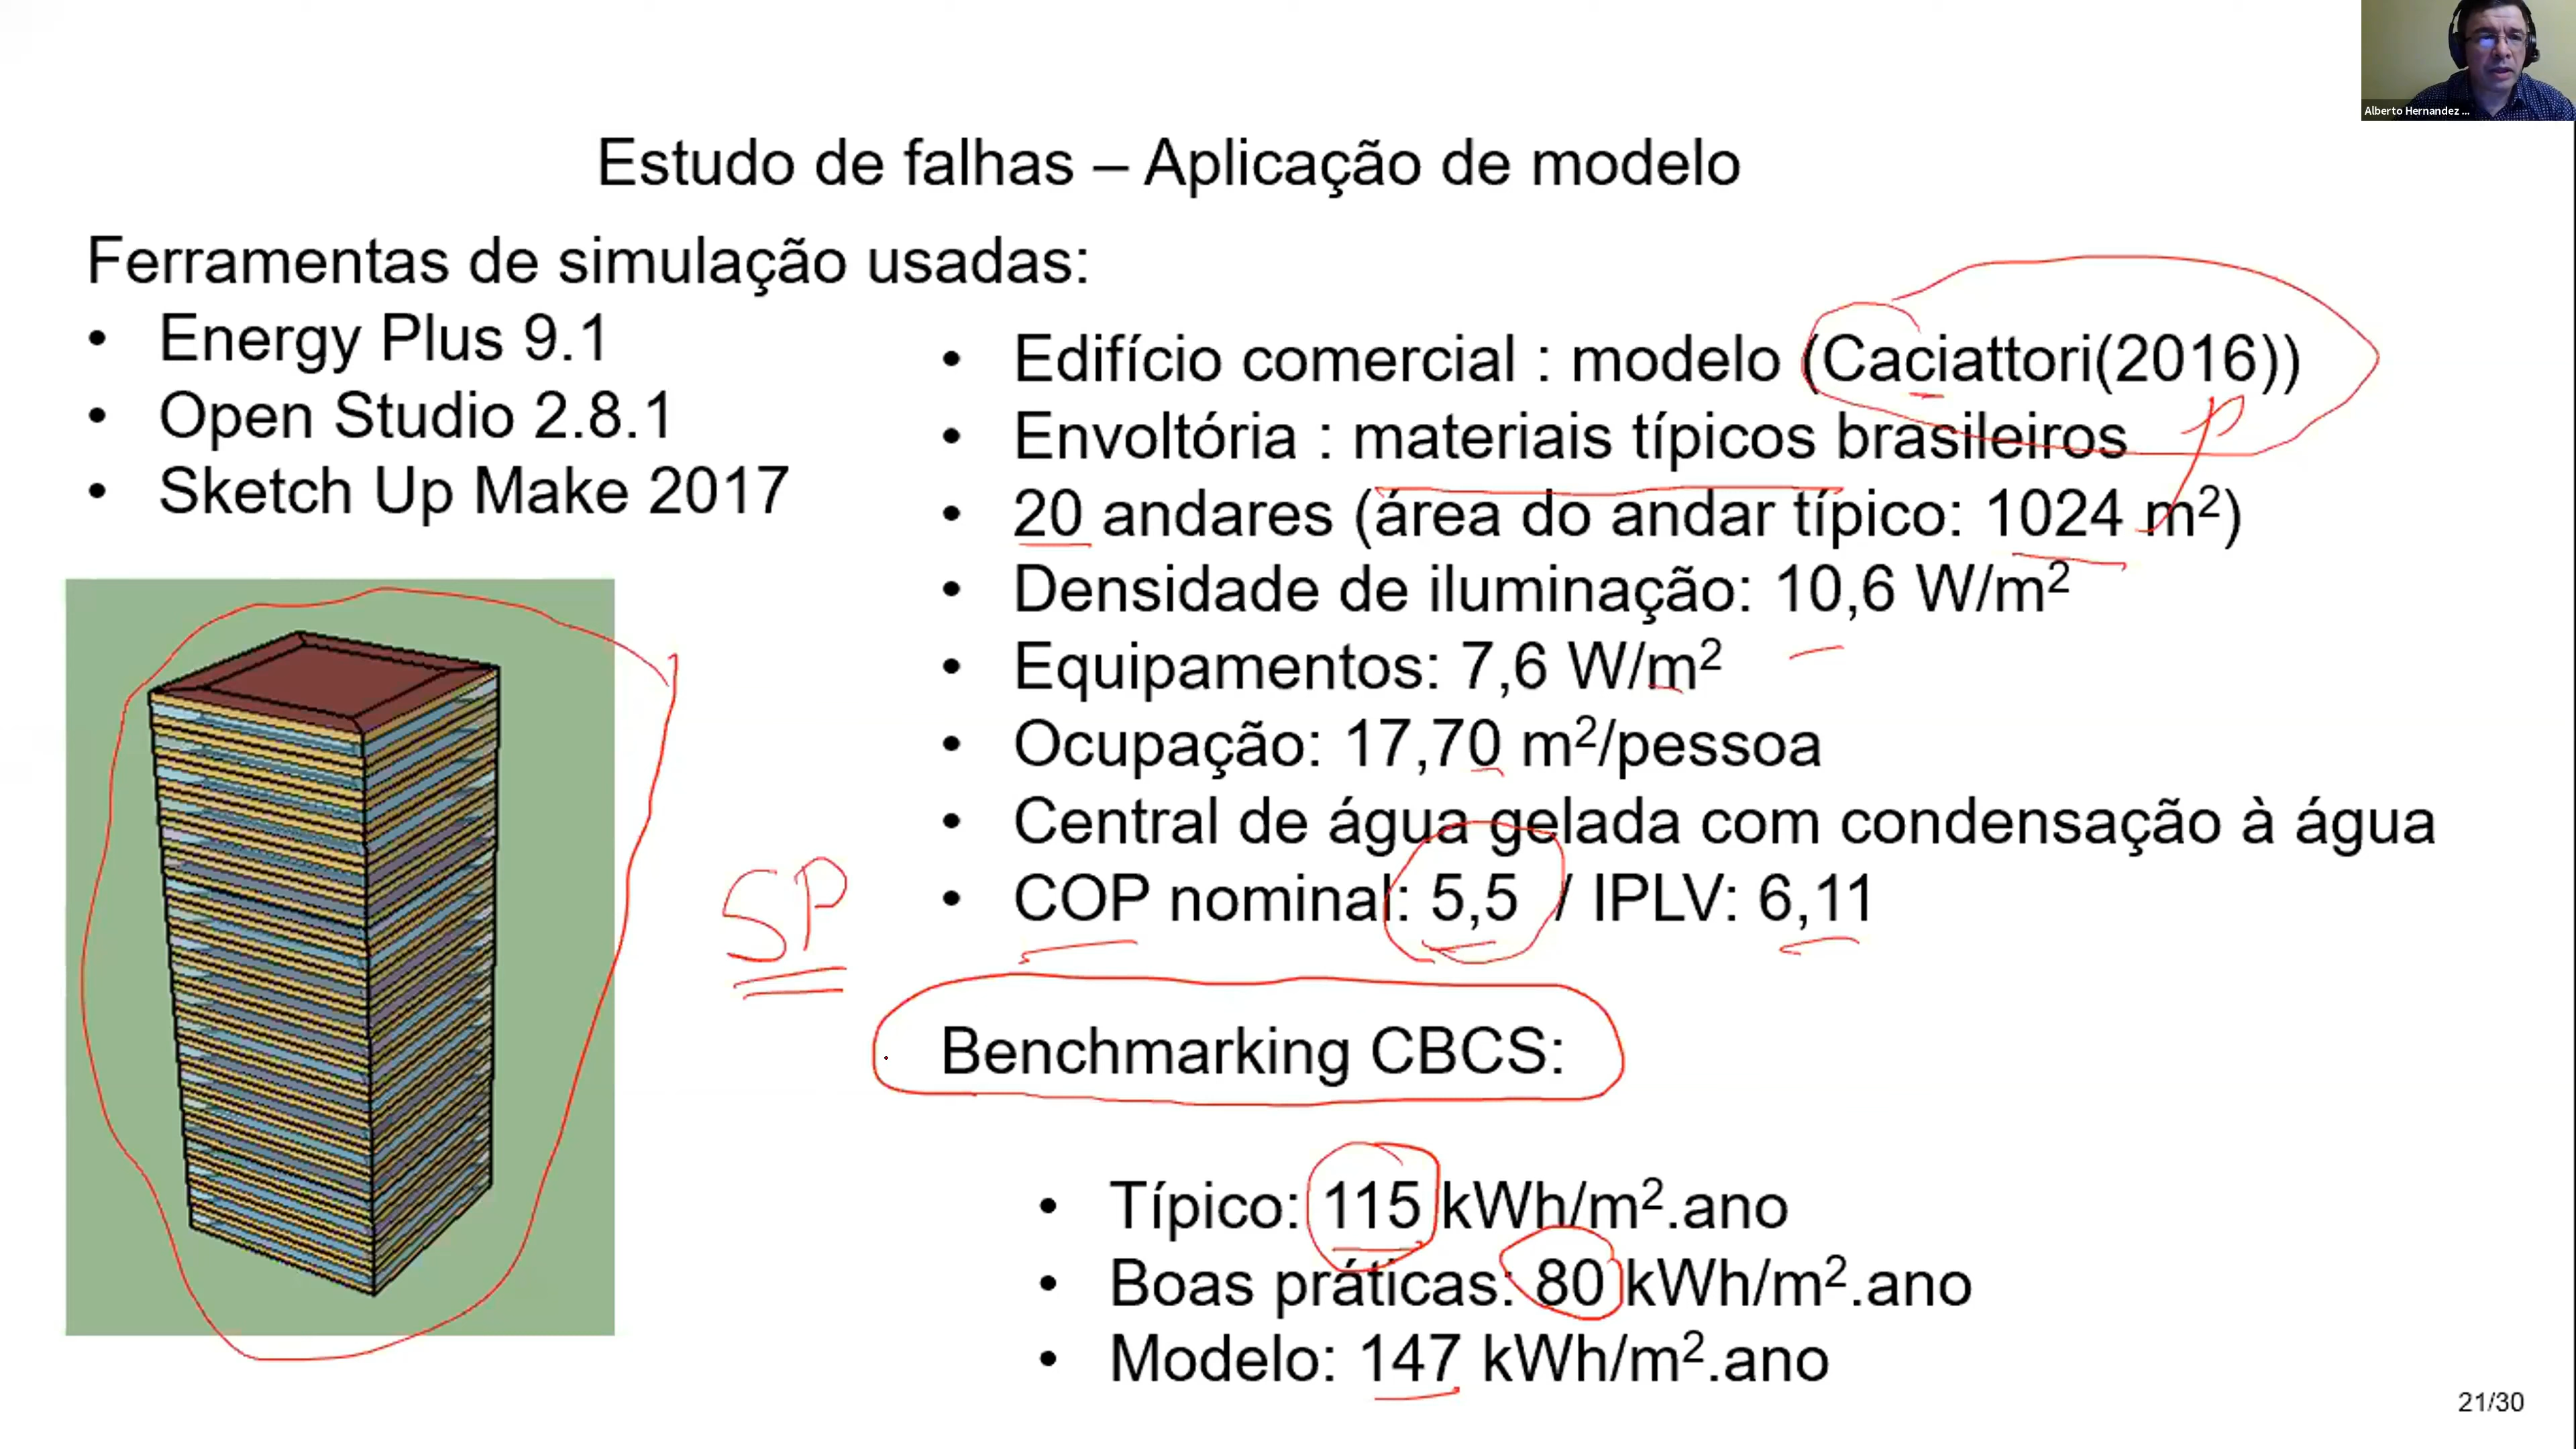 Alberto Hernandez ...
Estudo de falhas – Aplicação de modelo
Ferramentas de simulação usadas:
• Energy Plus 9.1
• Open Studio 2.8.1
• Sketch Up Make 2017
• Edifício comercial : modelo (Caciattori(2016))
• Envoltória : materiais típicos brasileiros
• 20 andares (área do andar típico: 1024 m²)
• Densidade de iluminação: 10,6 W/m²
• Equipamentos: 7,6 W/m²
• Ocupação: 17,70 m²/pessoa
• Central de água gelada com condensação à água
• COP nominal: 5,5 / IPLV: 6,11
SP
Benchmarking CBCS:
• Típico: 115 kWh/m².ano
• Boas práticas: 80 kWh/m².ano
• Modelo: 147 kWh/m².ano
21/30